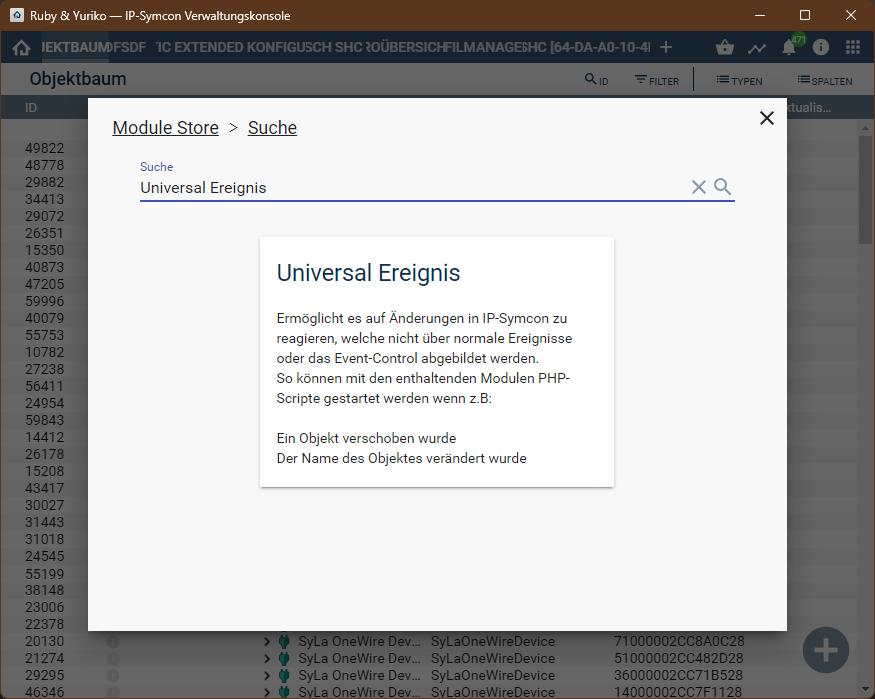 Ruby & Yuriko — IP-Symcon Verwaltungskonsole
JEKTBAUM DFSDF EXTENDED KONFIGU SCH SHC ROÜBERSICH FILMANAGE SHC [64-DA-A0-10-4
471
Objektbaum
ID FILTER TYPEN SPALTEN
ID ktualis...
Module Store > Suche
Suche
Universal Ereignis
Universal Ereignis
Ermöglicht es auf Änderungen in IP-Symcon zu
reagieren, welche nicht über normale Ereignisse
oder das Event-Control abgebildet werden.
So können mit den enthaltenden Modulen PHP-
Scripte gestartet werden wenn z.B:
Ein Objekt verschoben wurde
Der Name des Objektes verändert wurde
49822
48778
29882
34413
29072
26351
15350
40873
47205
59996
40079
55753
10782
27238
56411
24954
59843
14412
26178
15208
43417
30027
31443
31018
24545
55199
38148
23006
22378
20130 SyLa OneWire Dev... SyLaOneWireDevice 71000002CC8A0C28
21274 SyLa OneWire Dev... SyLaOneWireDevice 51000002CC482D28
29295 SyLa OneWire Dev... SyLaOneWireDevice 36000002CC71B528
46346 SyLa OneWire Dev... SyLaOneWireDevice 14000002CC7F1128